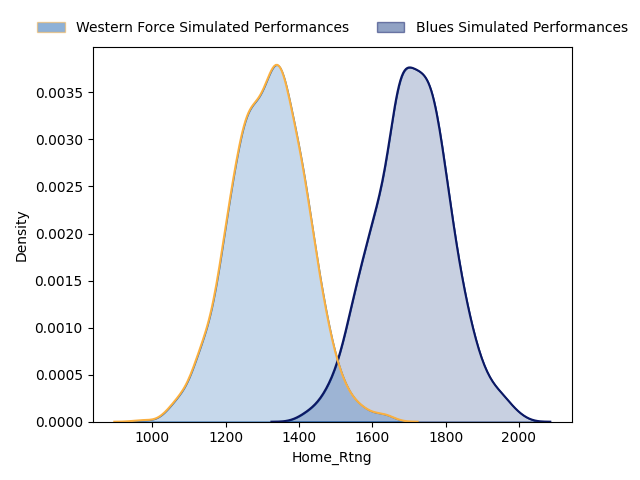 Western Force Simulated Performances
Blues Simulated Performances
Density
0.0035
0.0030
0.0025
0.0020
0.0015
0.0010
0.0005
0.0000
1000 1200 1400 1600 1800 2000
Home_Rtng